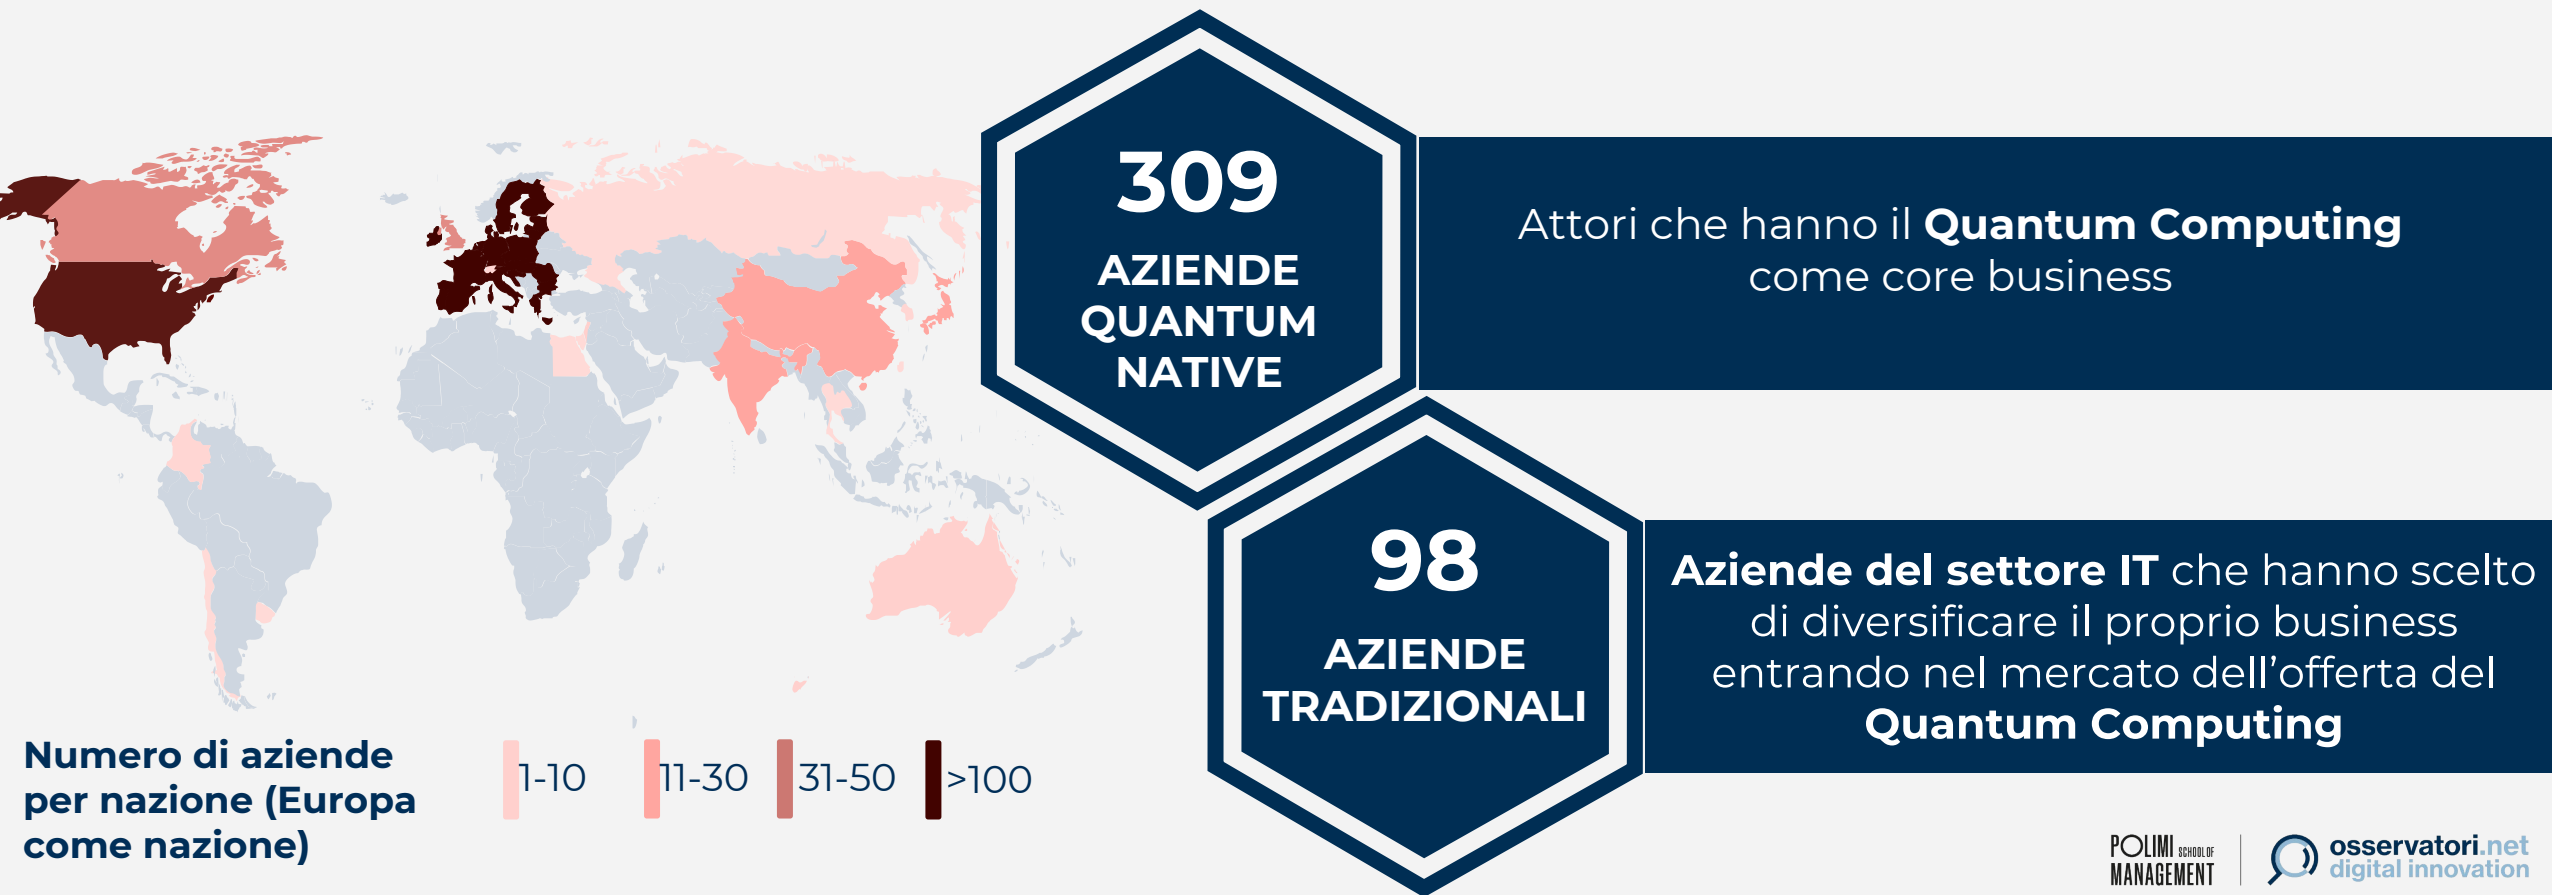 309
AZIENDE
QUANTUM
NATIVE
Attori che hanno il Quantum Computing
come core business
98
AZIENDE
TRADIZIONALI
Aziende del settore IT che hanno scelto
di diversificare il proprio business
entrando nel mercato dell’offerta del
Quantum Computing
Numero di aziende
per nazione (Europa
come nazione)
1-10
11-30
31-50
>100
POLIMI SCHOOL OF
MANAGEMENT
osservatori.net
digital innovation